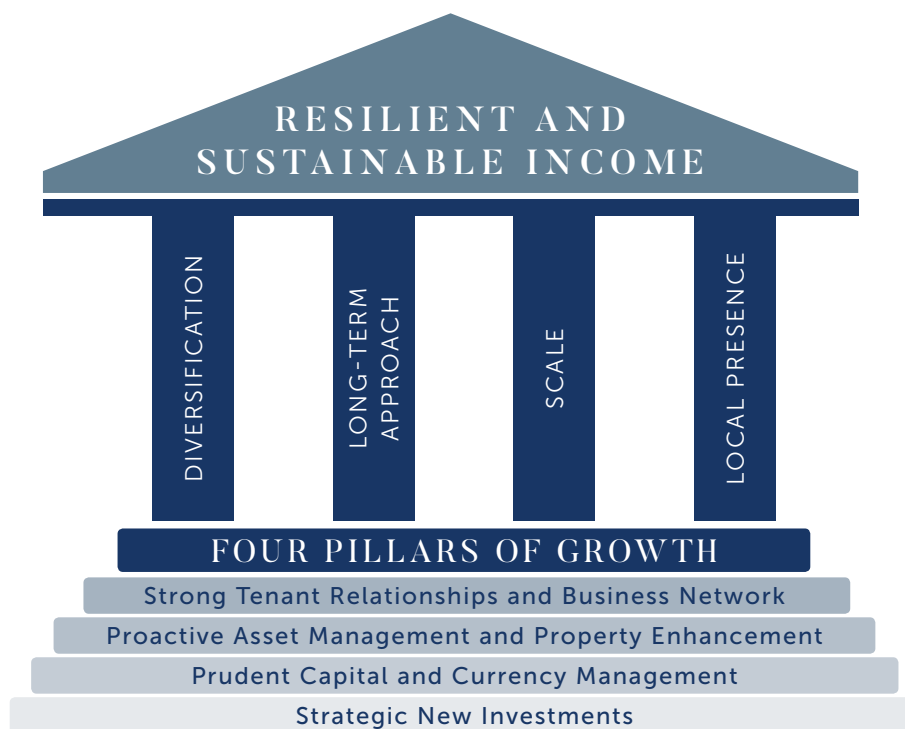 RESILIENT AND
SUSTAINABLE INCOME
DIVERSIFICATION
LONG-TERM
APPROACH
SCALE
LOCAL PRESENCE
FOUR PILLARS OF GROWTH
Strong Tenant Relationships and Business Network
Proactive Asset Management and Property Enhancement
Prudent Capital and Currency Management
Strategic New Investments